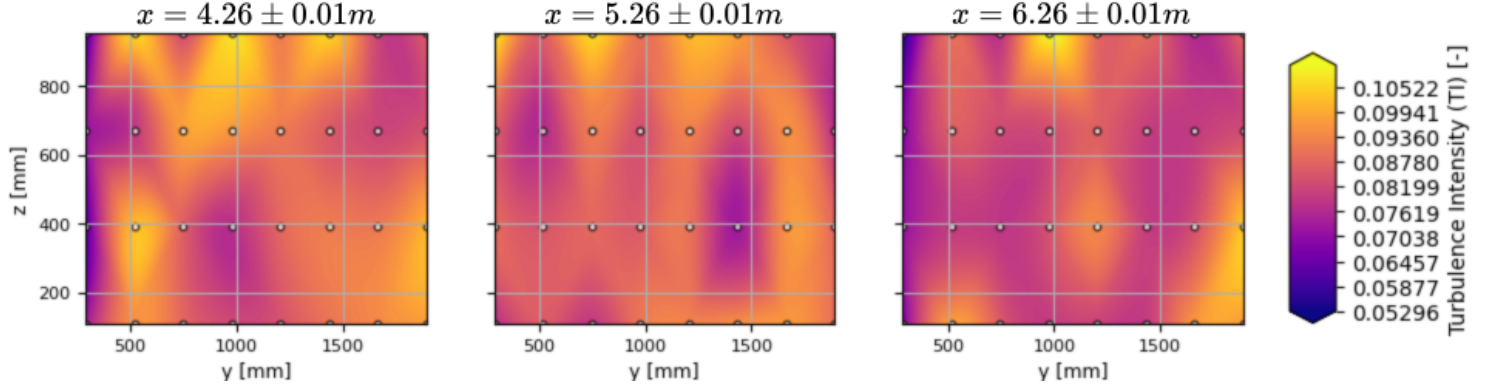 x = 4.26 ± 0.01m
x = 5.26 ± 0.01m
x = 6.26 ± 0.01m
z [mm]
800
600
400
200
500
1000
1500
y [mm]
500
1000
1500
y [mm]
500
1000
1500
y [mm]
0.10522
0.09941
0.09360
0.08780
0.08199
0.07619
0.07038
0.06457
0.05877
0.05296
Turbulence Intensity (TI) [-]